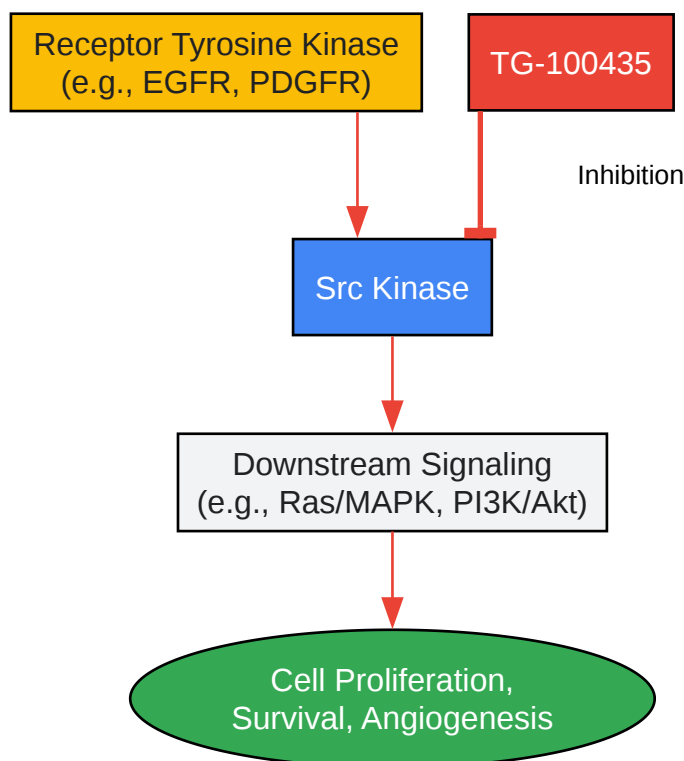 Receptor Tyrosine Kinase
(e.g., EGFR, PDGFR)
TG-100435
Inhibition
Src Kinase
Downstream Signaling
(e.g., Ras/MAPK, PI3K/Akt)
Cell Proliferation,
Survival, Angiogenesis